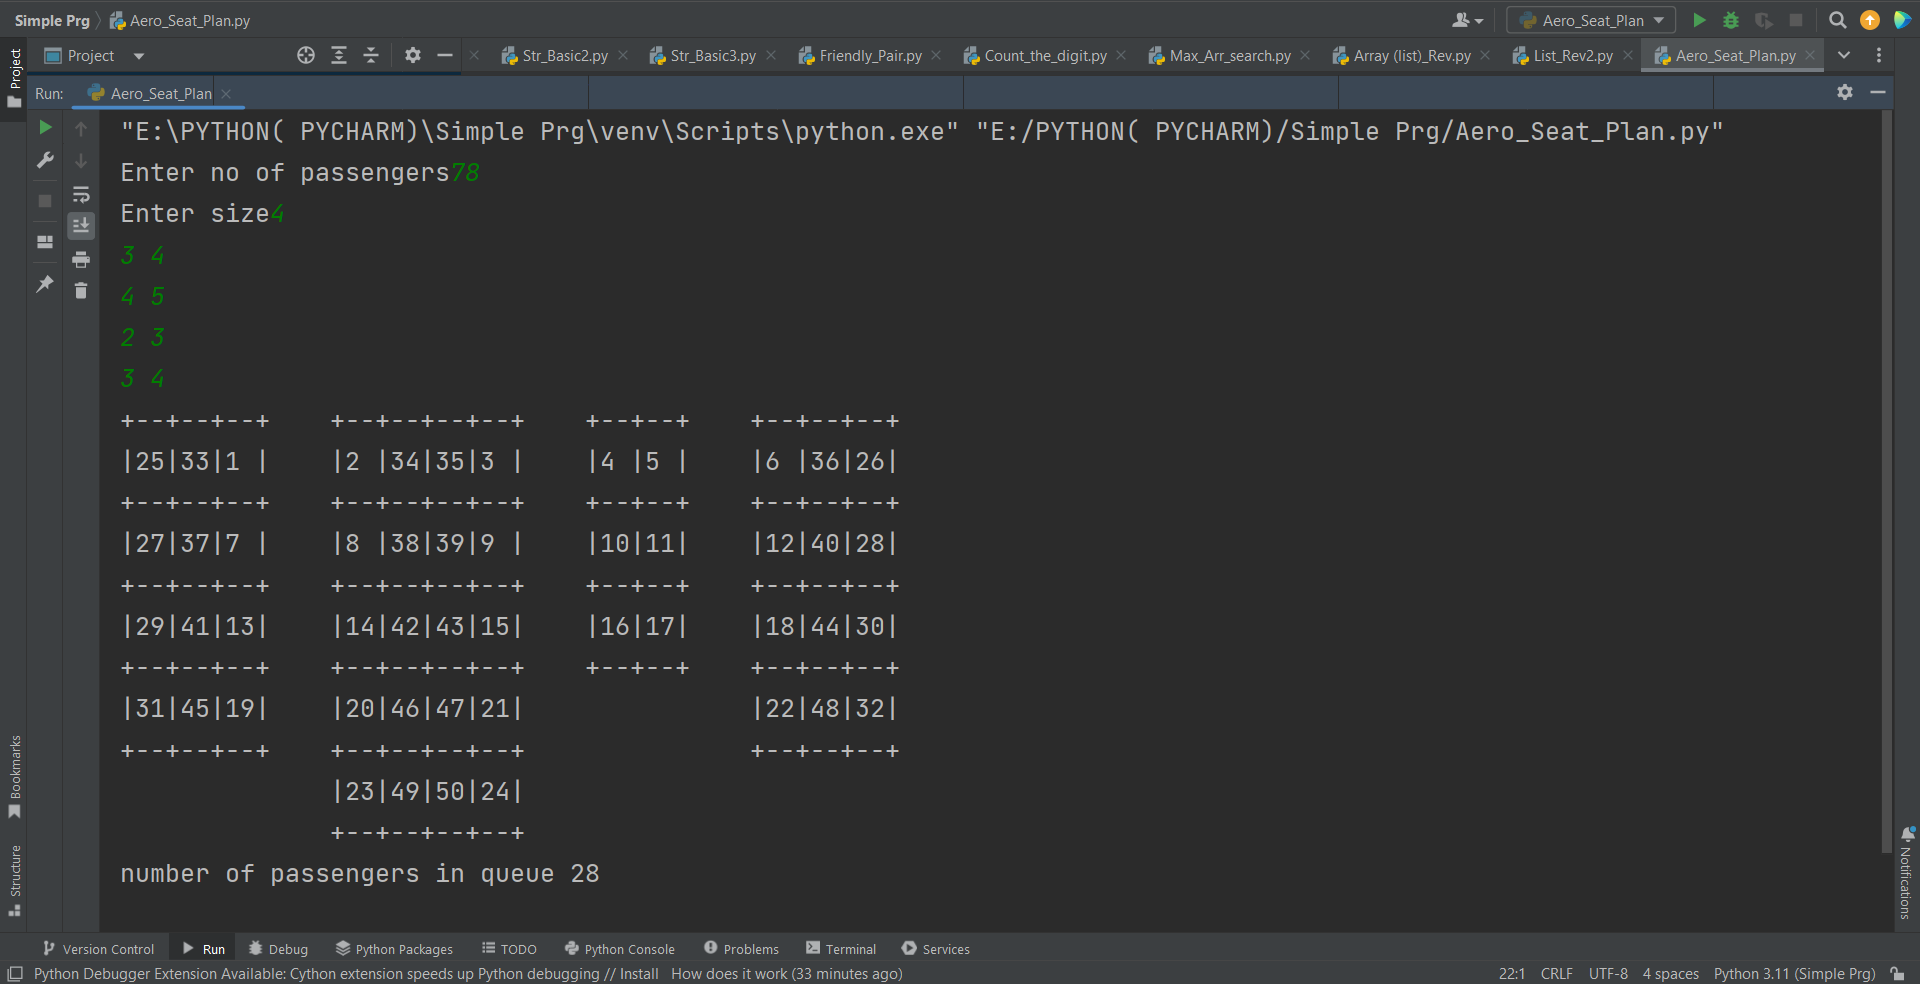 Simple Prg Aero_Seat_Plan.py Aero_Seat_Plan
Project Str_Basic2.py Str_Basic3.py Friendly_Pair.py Count_the_digit.py Max_Arr_search.py Array (list)_Rev.py List_Rev2.py Aero_Seat_Plan.py
Project
Run: Aero_Seat_Plan
"E:\PYTHON( PYCHARM)\Simple Prg\venv\Scripts\python.exe" "E:/PYTHON( PYCHARM)/Simple Prg/Aero_Seat_Plan.py"
Enter no of passengers78
Enter size4
3 4
4 5
2 3
3 4
+--+--+--+    +--+--+--+--+    +--+--+    +--+--+--+
|25|33|1 |    |2 |34|35|3 |    |4 |5 |    |6 |36|26|
+--+--+--+    +--+--+--+--+    +--+--+    +--+--+--+
|27|37|7 |    |8 |38|39|9 |    |10|11|    |12|40|28|
+--+--+--+    +--+--+--+--+    +--+--+    +--+--+--+
|29|41|13|    |14|42|43|15|    |16|17|    |18|44|30|
+--+--+--+    +--+--+--+--+    +--+--+    +--+--+--+
|31|45|19|    |20|46|47|21|               |22|48|32|
+--+--+--+    +--+--+--+--+               +--+--+--+
              |23|49|50|24|
              +--+--+--+--+
number of passengers in queue 28
Bookmarks
Structure
Notifications
Version Control Run Debug Python Packages TODO Python Console Problems Terminal Services
Python Debugger Extension Available: Cython extension speeds up Python debugging // Install How does it work (33 minutes ago) 22:1 CRLF UTF-8 4 spaces Python 3.11 (Simple Prg)